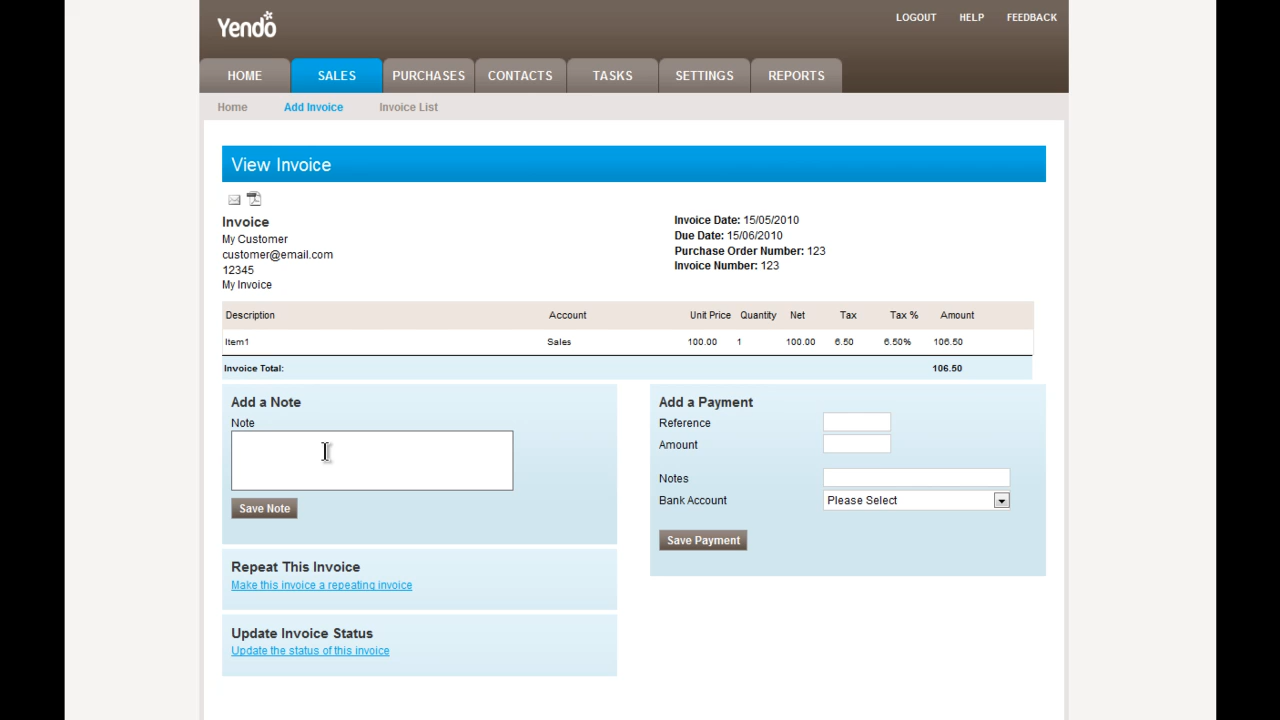 Yendo
LOGOUT HELP FEEDBACK
HOME SALES PURCHASES CONTACTS TASKS SETTINGS REPORTS
Home Add Invoice Invoice List
View Invoice
Invoice
My Customer
customer@email.com
12345
My Invoice
Invoice Date: 15/05/2010
Due Date: 15/06/2010
Purchase Order Number: 123
Invoice Number: 123
Description Account Unit Price Quantity Net Tax Tax % Amount
Item1 Sales 100.00 1 100.00 6.50 6.50% 106.50
Invoice Total: 106.50
Add a Note
Note
Save Note
Add a Payment
Reference
Amount
Notes
Bank Account Please Select
Save Payment
Repeat This Invoice
Make this invoice a repeating invoice
Update Invoice Status
Update the status of this invoice